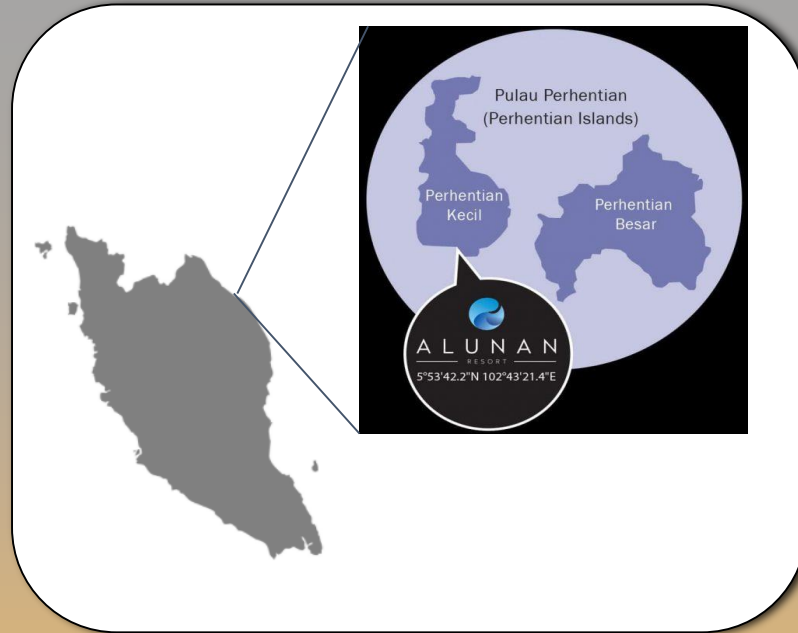 Pulau Perhentian
(Perhentian Islands)
Perhentian
Kecil
Perhentian
Besar
ALUNAN
RESORT
5°53'42.2"N 102°43'21.4"E